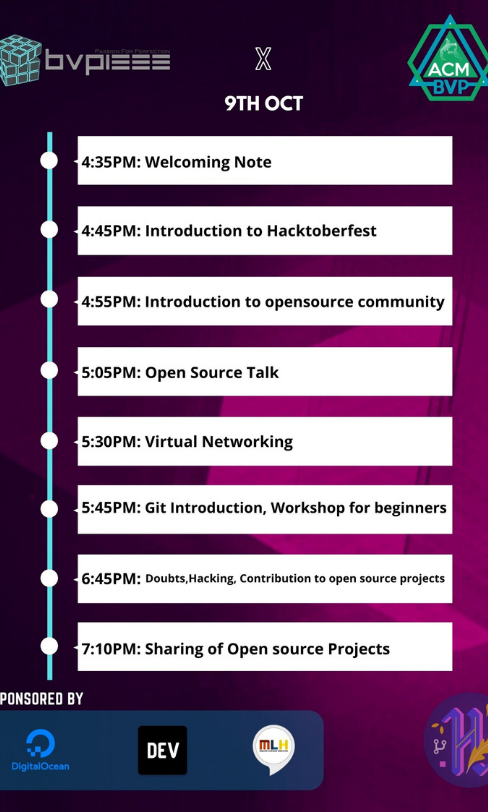 PASSION FOR PERFECTION
bvpieee
X
ACM
BVP
9TH OCT
4:35PM: Welcoming Note
4:45PM: Introduction to Hacktoberfest
4:55PM: Introduction to opensource community
5:05PM: Open Source Talk
5:30PM: Virtual Networking
5:45PM: Git Introduction, Workshop for beginners
6:45PM: Doubts,Hacking, Contribution to open source projects
7:10PM: Sharing of Open source Projects
PONSORED BY
DigitalOcean
DEV
MLH